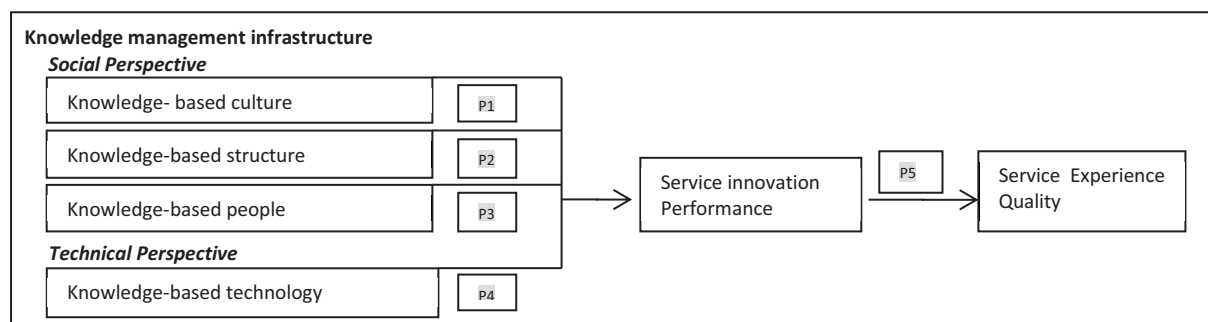 Knowledge management infrastructure
Social Perspective
Knowledge- based culture
P1
Knowledge-based structure
P2
Knowledge-based people
P3
Technical Perspective
Knowledge-based technology
P4
Service innovation
Performance
P5
Service Experience
Quality